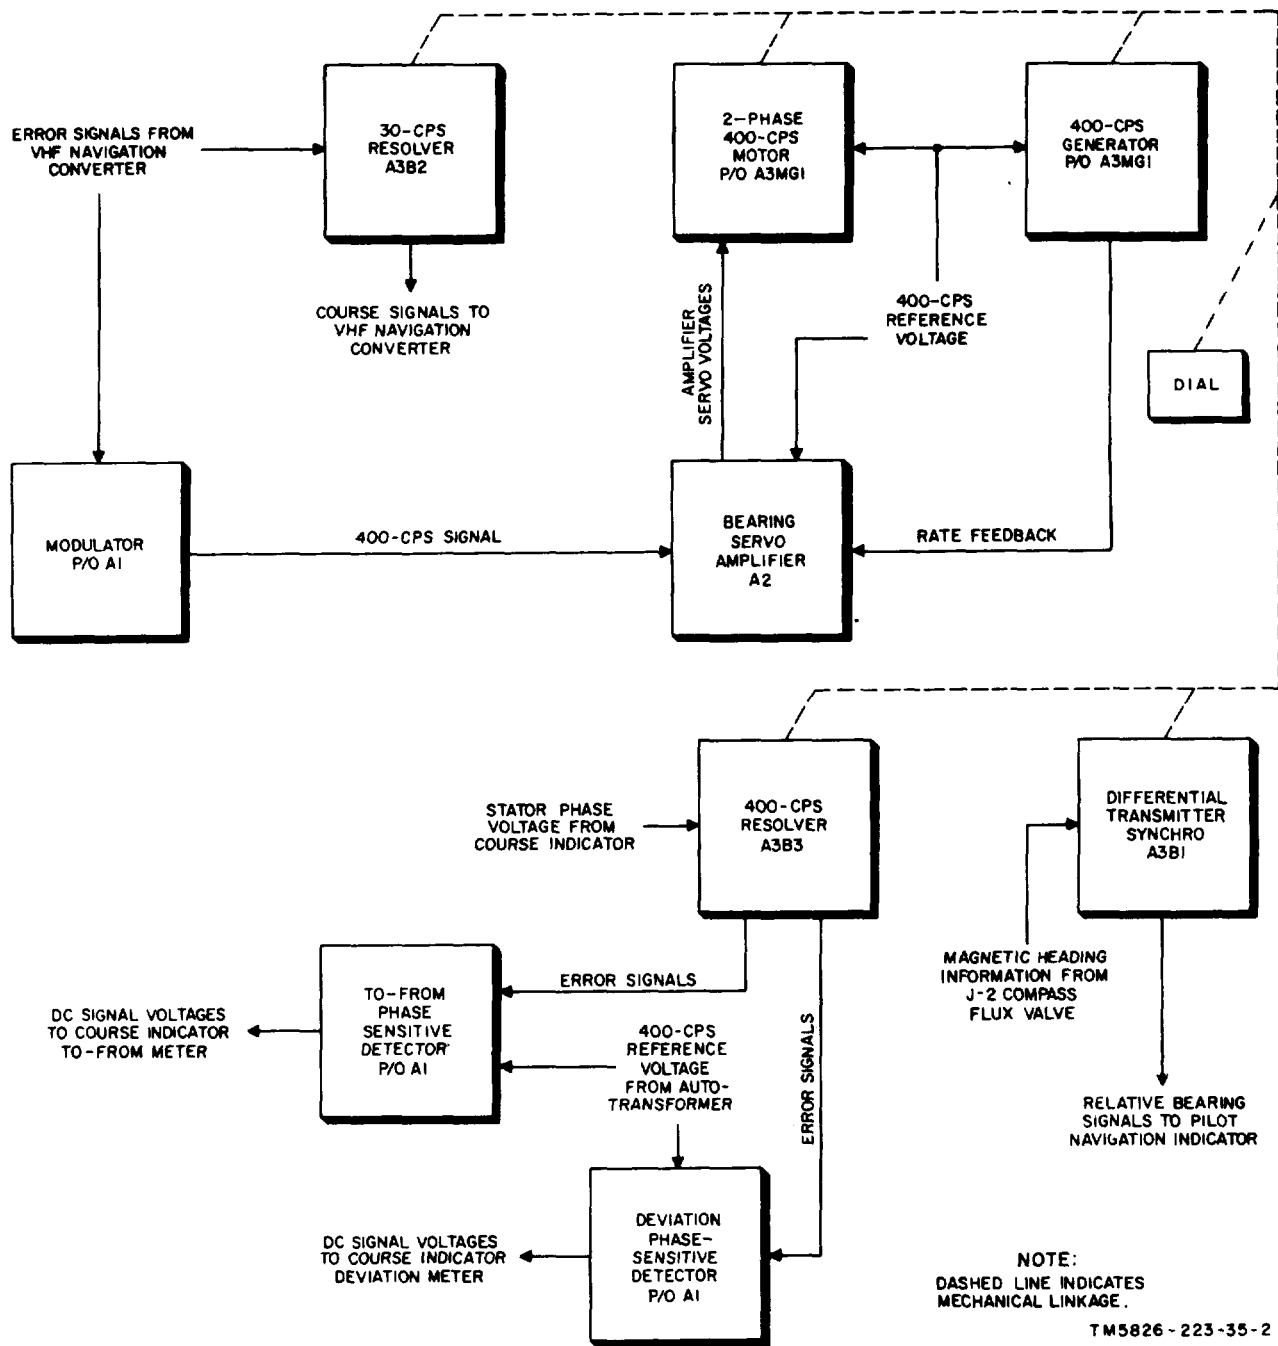 ERROR SIGNALS FROM
VHF NAVIGATION
CONVERTER
30-CPS
RESOLVER
A3B2
2-PHASE
400-CPS
MOTOR
P/O A3MG1
400-CPS
GENERATOR
P/O A3MG1
COURSE SIGNALS TO
VHF NAVIGATION
CONVERTER
AMPLIFIER
SERVO VOLTAGES
400-CPS
REFERENCE
VOLTAGE
DIAL
MODULATOR
P/O A1
400-CPS SIGNAL
BEARING
SERVO
AMPLIFIER
A2
RATE FEEDBACK
STATOR PHASE
VOLTAGE FROM
COURSE INDICATOR
400-CPS
RESOLVER
A3B3
DIFFERENTIAL
TRANSMITTER
SYNCHRO
A3B1
MAGNETIC HEADING
INFORMATION FROM
J-2 COMPASS
FLUX VALVE
ERROR SIGNALS
DC SIGNAL VOLTAGES
TO COURSE INDICATOR
TO-FROM METER
TO-FROM
PHASE
SENSITIVE
DETECTOR
P/O A1
400-CPS
REFERENCE
VOLTAGE
FROM AUTO-
TRANSFORMER
ERROR SIGNALS
RELATIVE BEARING
SIGNALS TO PILOT
NAVIGATION INDICATOR
DC SIGNAL VOLTAGES
TO COURSE INDICATOR
DEVIATION METER
DEVIATION
PHASE-
SENSITIVE
DETECTOR
P/O A1
NOTE:
DASHED LINE INDICATES
MECHANICAL LINKAGE.
TM5826-223-35-2